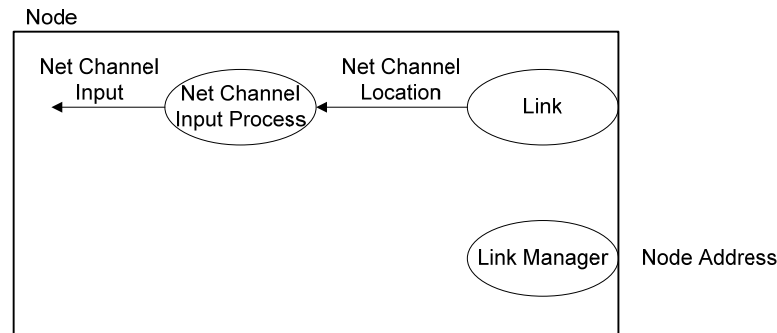 Node
Net Channel
Input
Net Channel
Input Process
Net Channel
Location
Link
Link Manager
Node Address